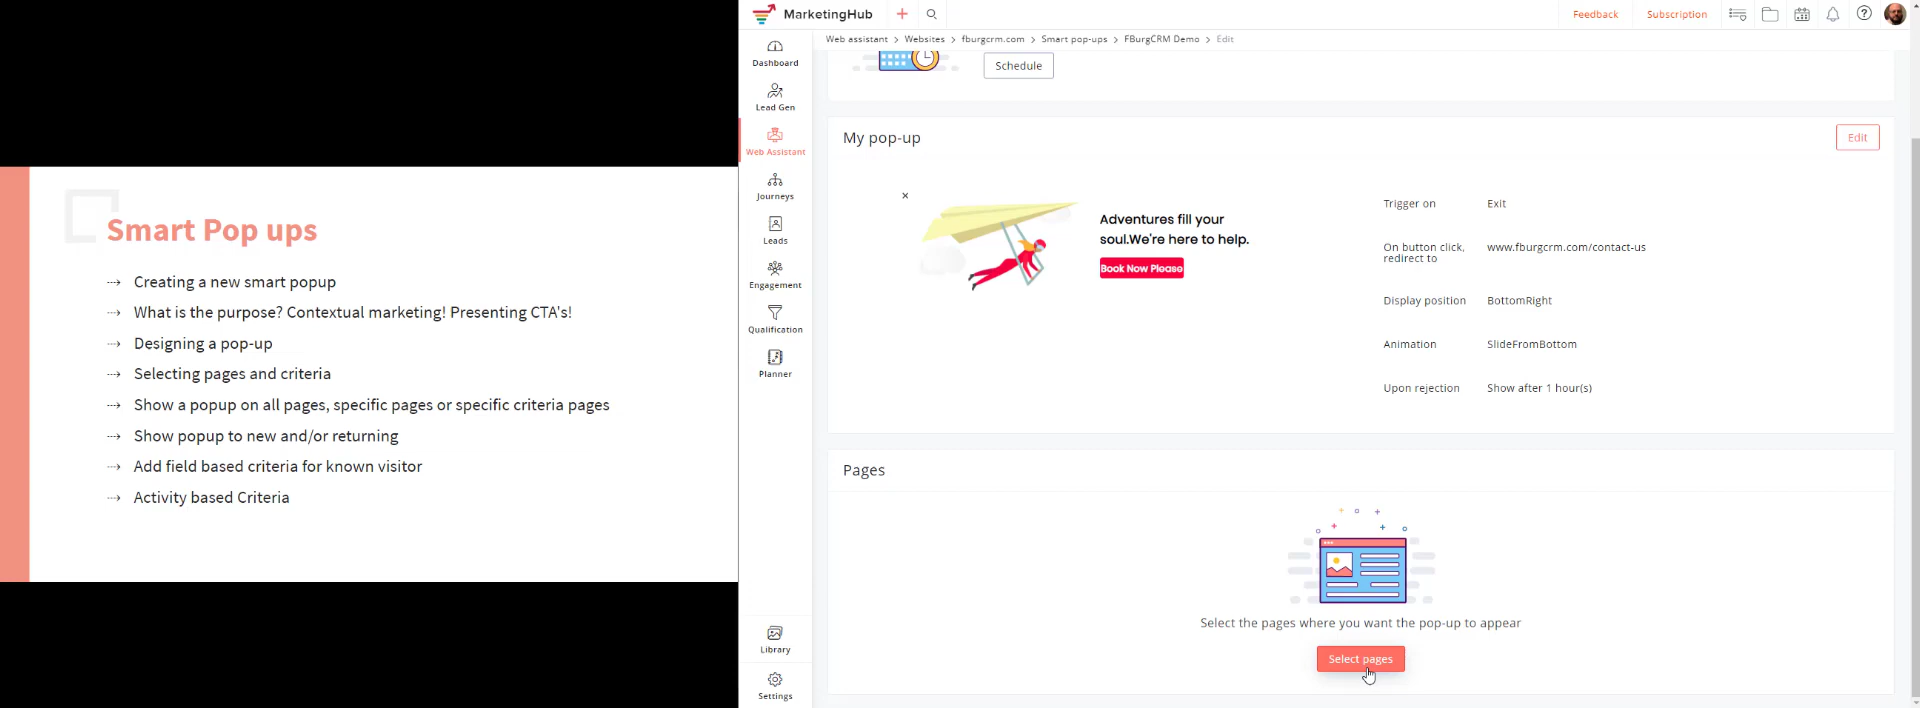 Smart Pop ups
Creating a new smart popup
What is the purpose? Contextual marketing! Presenting CTA's!
Designing a pop-up
Selecting pages and criteria
Show a popup on all pages, specific pages or specific criteria pages
Show popup to new and/or returning
Add field based criteria for known visitor
Activity based Criteria
MarketingHub
Feedback
Subscription
Dashboard
Lead Gen
Web Assistant
Journeys
Leads
Engagement
Qualification
Planner
Library
Settings
Web assistant > Websites > fburgcrm.com > Smart pop-ups > FBurgCRM Demo > Edit
Schedule
My pop-up
Edit
Adventures fill your
soul.We're here to help.
Book Now Please
Trigger on Exit
On button click, www.fburgcrm.com/contact-us
redirect to
Display position BottomRight
Animation SlideFromBottom
Upon rejection Show after 1 hour(s)
Pages
Select the pages where you want the pop-up to appear
Select pages